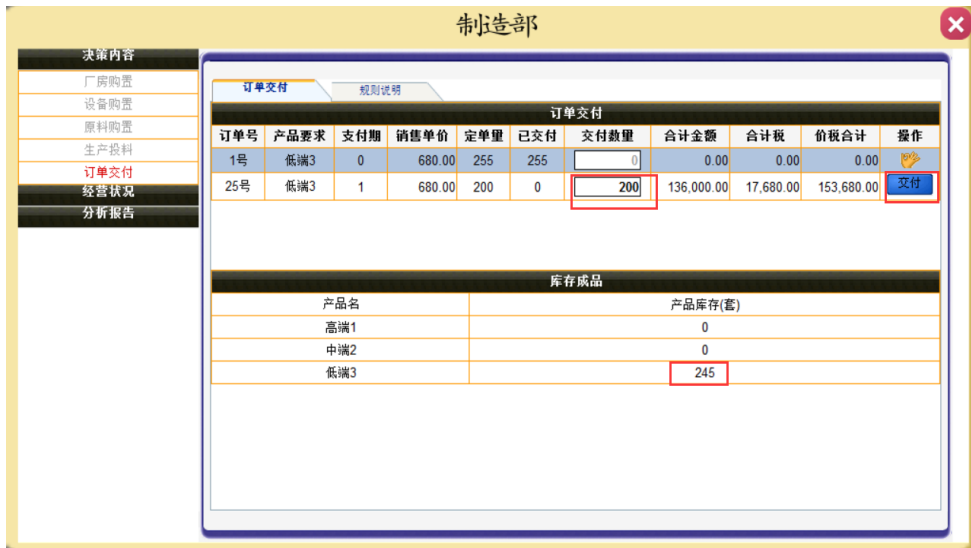 制造部
决策内容
厂房购置
设备购置
原料购置
生产投料
订单交付
经营状况
分析报告
订单交付 规则说明
订单交付
订单号 产品要求 支付期 销售单价 定单量 已交付 交付数量 合计金额 合计税 价税合计 操作
1号 低端3 0 680.00 255 255 0 0.00 0.00 0.00
25号 低端3 1 680.00 200 0 200 136,000.00 17,680.00 153,680.00 交付
库存成品
产品名 产品库存(套)
高端1 0
中端2 0
低端3 245